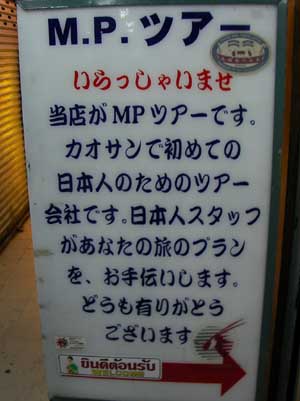 M.P.ツアー
いらっしゃいませ
当店がMPツアーです。
カオサンで初めての
日本人のためのツアー
会社です。日本人スタッフ
があなたの旅のプラン
を、お手伝いします。
どうも有りがとう
ございます
ยินดีต้อนรับ
WELCOME